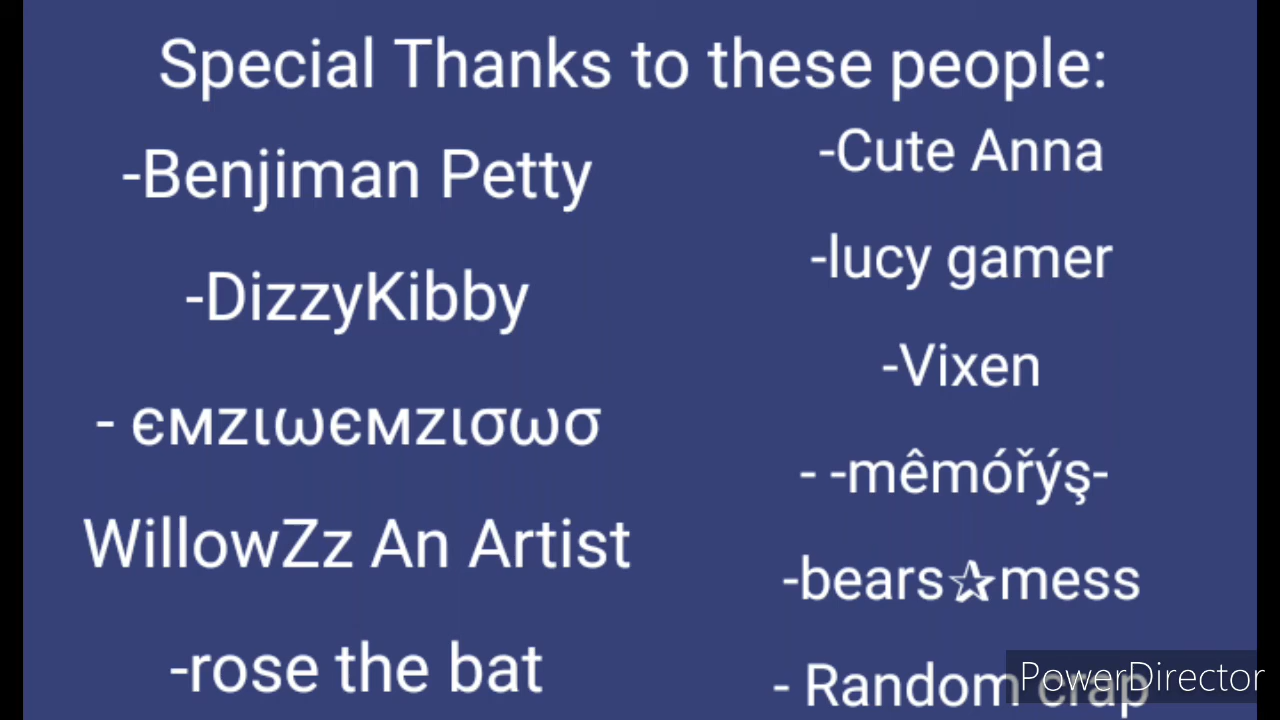 Special Thanks to these people:
-Benjiman Petty
-DizzyKibby
- ємzιωємzισωσ
WillowZz An Artist
-rose the bat
-Cute Anna
-lucy gamer
-Vixen
- -mêmóřýş-
-bears✰mess
- Random crap
PowerDirector